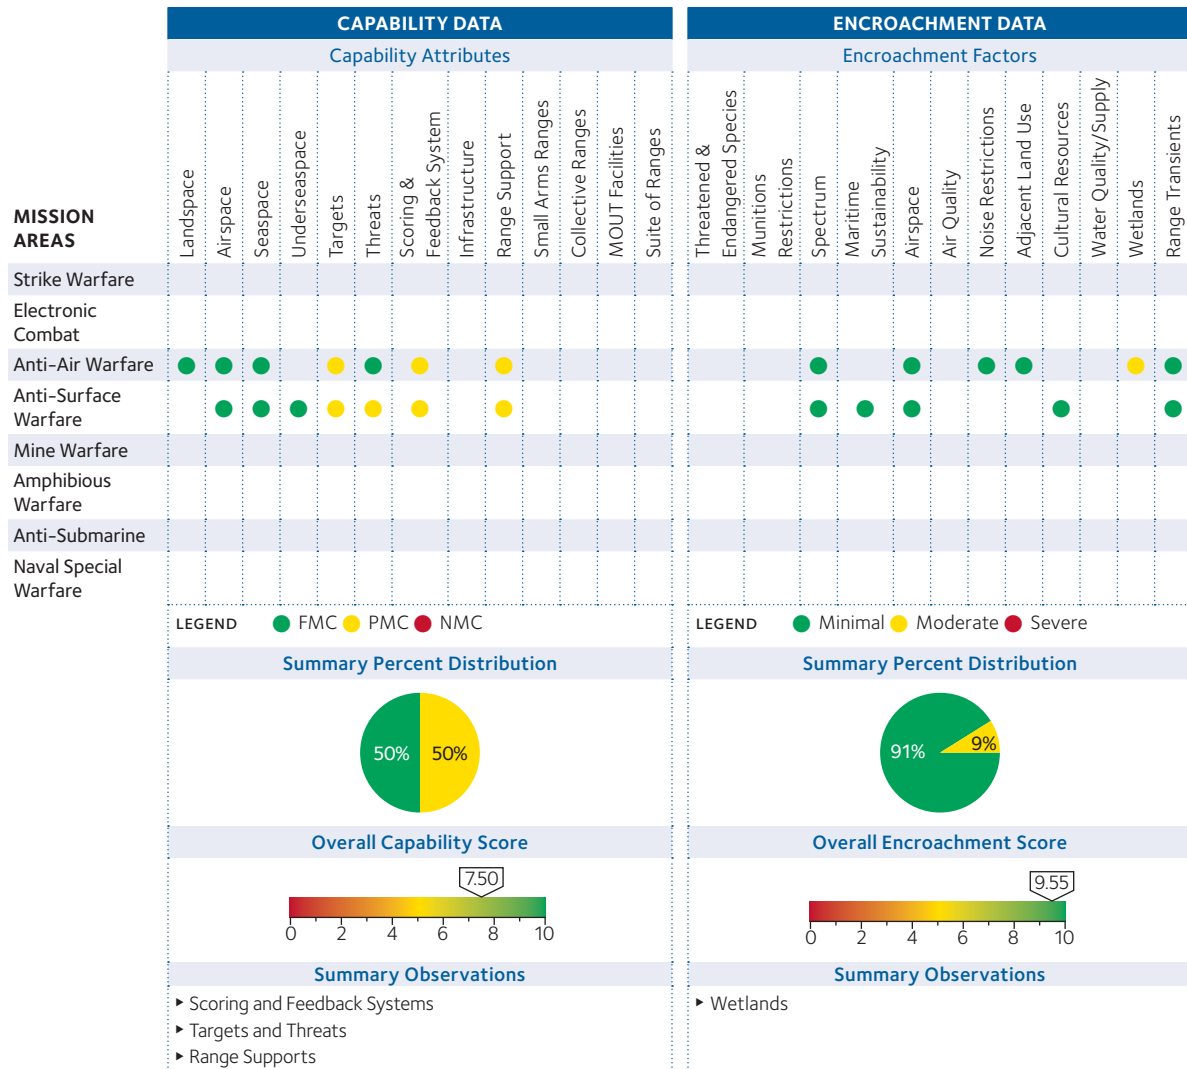 CAPABILITY DATA
Capability Attributes
ENCROACHMENT DATA
Encroachment Factors
MISSION
AREAS
Landspace
Airspace
Seaspace
Underseaspace
Targets
Threats
Scoring &
Feedback System
Infrastructure
Range Support
Small Arms Ranges
Collective Ranges
MOUT Facilities
Suite of Ranges
Threatened &
Endangered Species
Munitions
Restrictions
Spectrum
Maritime
Sustainability
Airspace
Air Quality
Noise Restrictions
Adjacent Land Use
Cultural Resources
Water Quality/Supply
Wetlands
Range Transients
Strike Warfare
Electronic
Combat
Anti-Air Warfare
Anti-Surface
Warfare
Mine Warfare
Amphibious
Warfare
Anti-Submarine
Naval Special
Warfare
LEGEND FMC PMC NMC
Summary Percent Distribution
50% 50%
Overall Capability Score
7.50
0 2 4 6 8 10
Summary Observations
‣ Scoring and Feedback Systems
‣ Targets and Threats
‣ Range Supports
LEGEND Minimal Moderate Severe
Summary Percent Distribution
91% 9%
Overall Encroachment Score
9.55
0 2 4 6 8 10
Summary Observations
‣ Wetlands